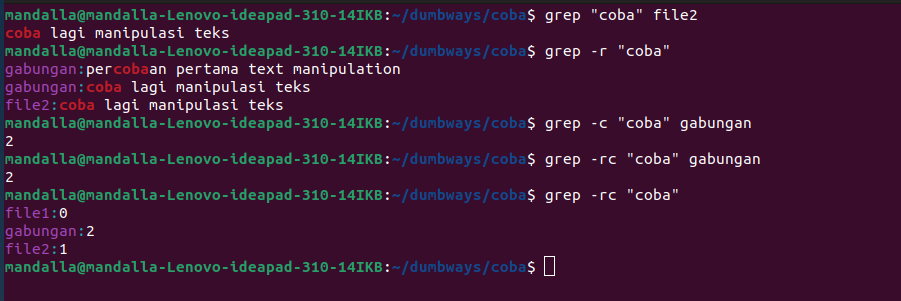 mandalla@mandalla-Lenovo-ideapad-310-14IKB:~/dumbways/coba$ grep "coba" file2
coba lagi manipulasi teks
mandalla@mandalla-Lenovo-ideapad-310-14IKB:~/dumbways/coba$ grep -r "coba"
gabungan:percobaan pertama text manipulation
gabungan:coba lagi manipulasi teks
file2:coba lagi manipulasi teks
mandalla@mandalla-Lenovo-ideapad-310-14IKB:~/dumbways/coba$ grep -c "coba" gabungan
2
mandalla@mandalla-Lenovo-ideapad-310-14IKB:~/dumbways/coba$ grep -rc "coba" gabungan
2
mandalla@mandalla-Lenovo-ideapad-310-14IKB:~/dumbways/coba$ grep -rc "coba"
file1:0
gabungan:2
file2:1
mandalla@mandalla-Lenovo-ideapad-310-14IKB:~/dumbways/coba$